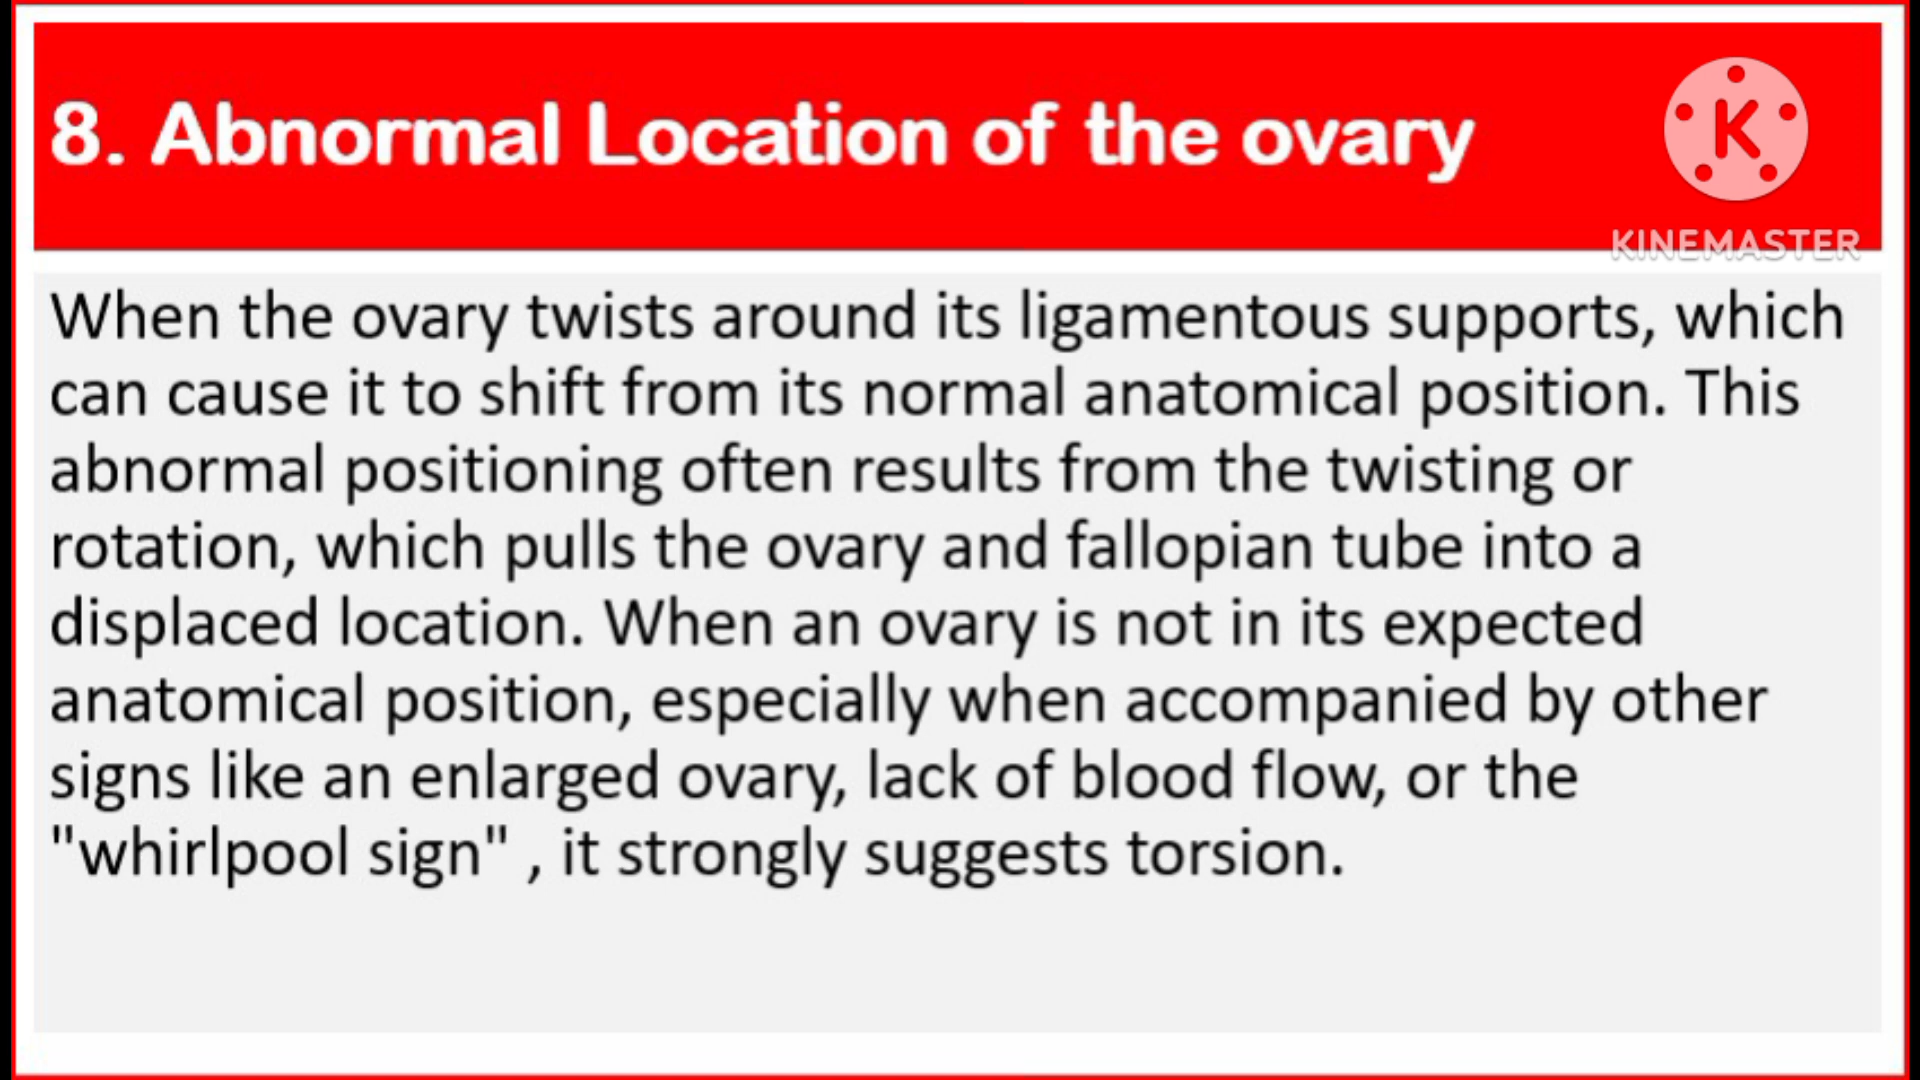 8. Abnormal Location of the ovary
K
KINEMASTER
When the ovary twists around its ligamentous supports, which
can cause it to shift from its normal anatomical position. This
abnormal positioning often results from the twisting or
rotation, which pulls the ovary and fallopian tube into a
displaced location. When an ovary is not in its expected
anatomical position, especially when accompanied by other
signs like an enlarged ovary, lack of blood flow, or the
"whirlpool sign" , it strongly suggests torsion.